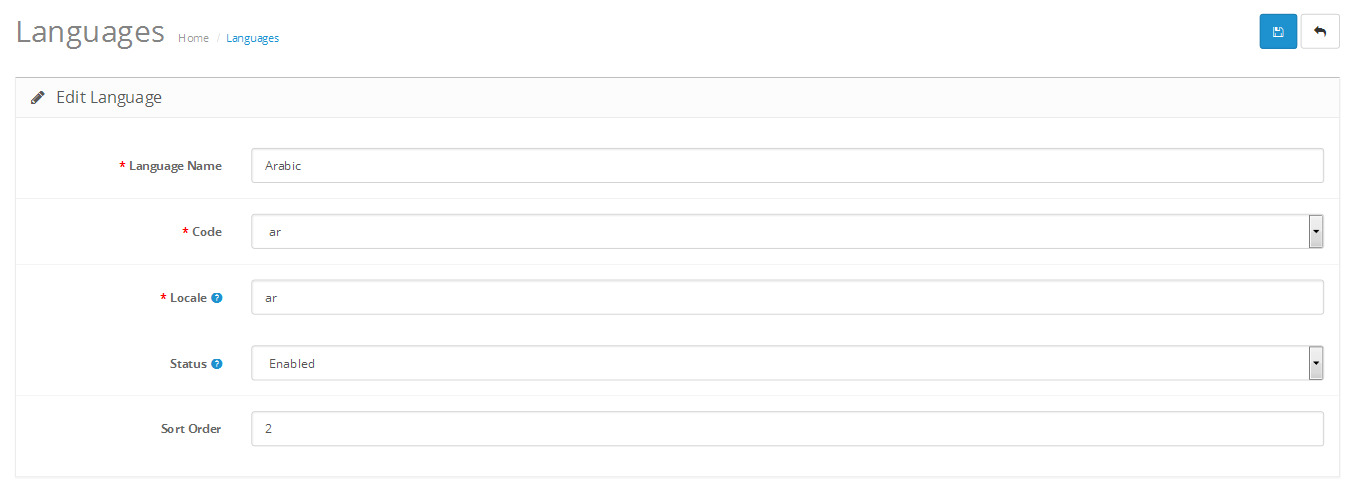 Languages Home / Languages
Edit Language
* Language Name Arabic
* Code ar
* Locale ? ar
Status ? Enabled
Sort Order 2